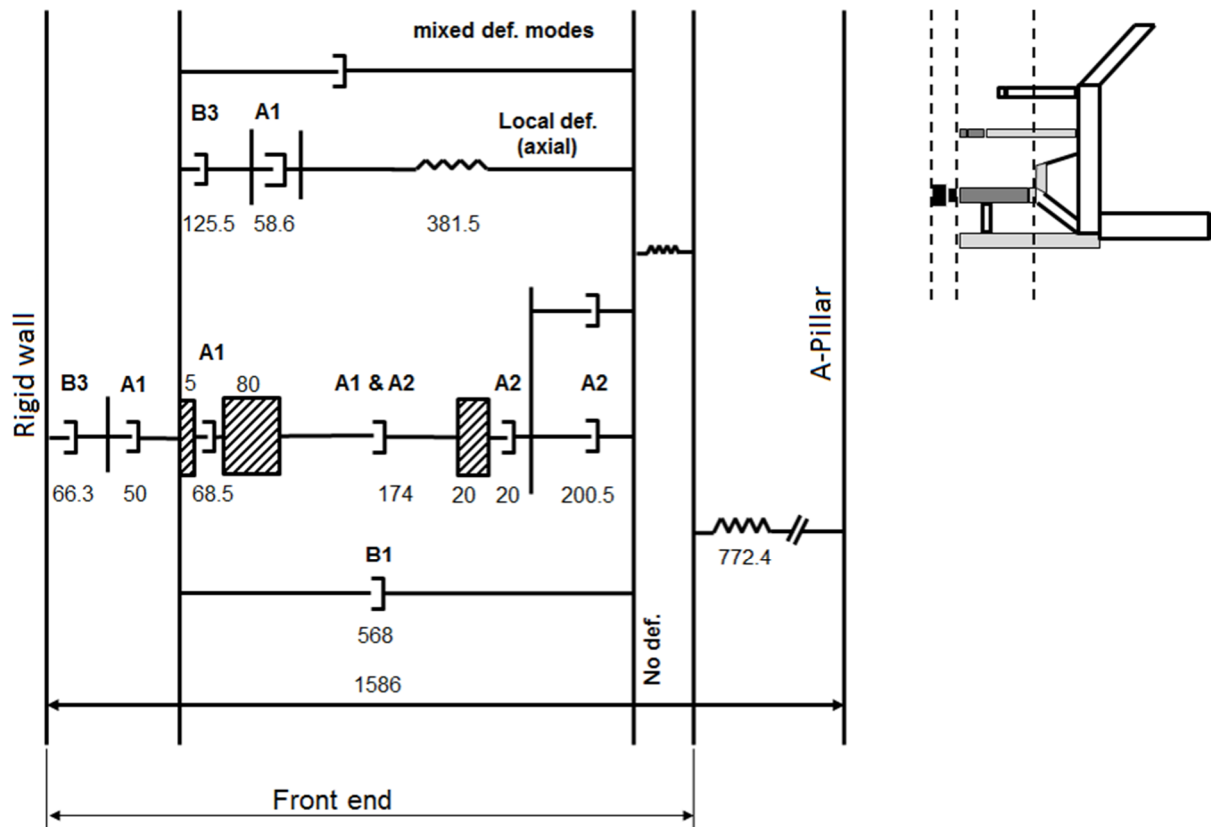 mixed def. modes
B3 A1 Local def.
(axial)
125.5 58.6 381.5
Rigid wall
A-Pillar
A1
B3 A1 5 80 A1 & A2 A2 A2
66.3 50 68.5 174 20 20 200.5
772.4
B1
568
No def.
1586
Front end